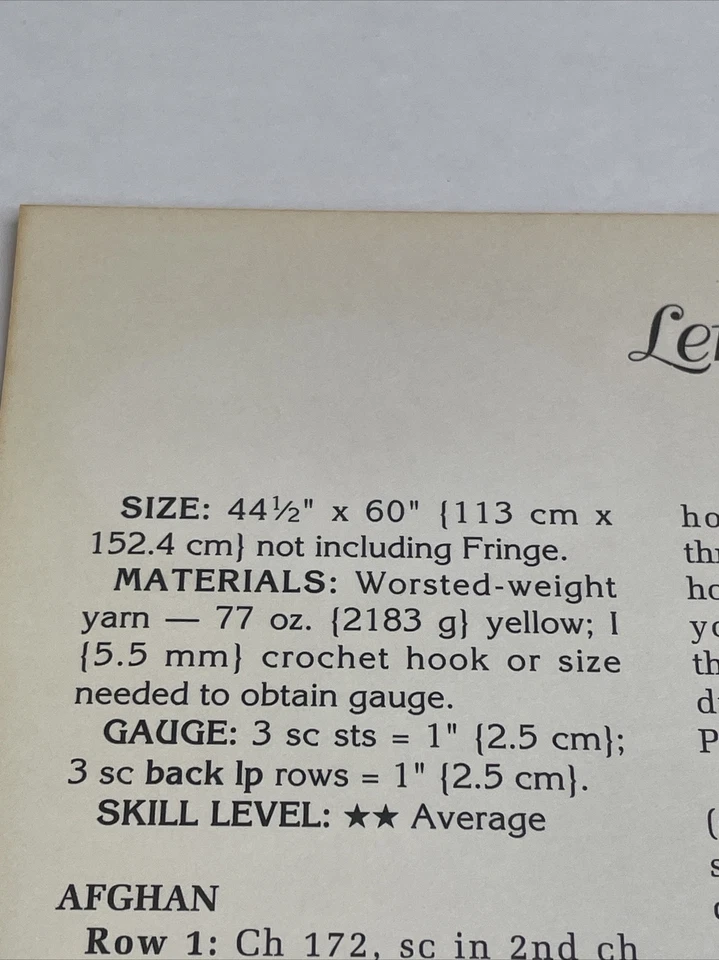 SIZE: 44½" x 60" {113 cm x
152.4 cm} not including Fringe.
MATERIALS: Worsted-weight
yarn — 77 oz. {2183 g} yellow; I
{5.5 mm} crochet hook or size
needed to obtain gauge.
GAUGE: 3 sc sts = 1" {2.5 cm};
3 sc back lp rows = 1" {2.5 cm}.
SKILL LEVEL: ★★ Average
AFGHAN
Row 1: Ch 172, sc in 2nd ch